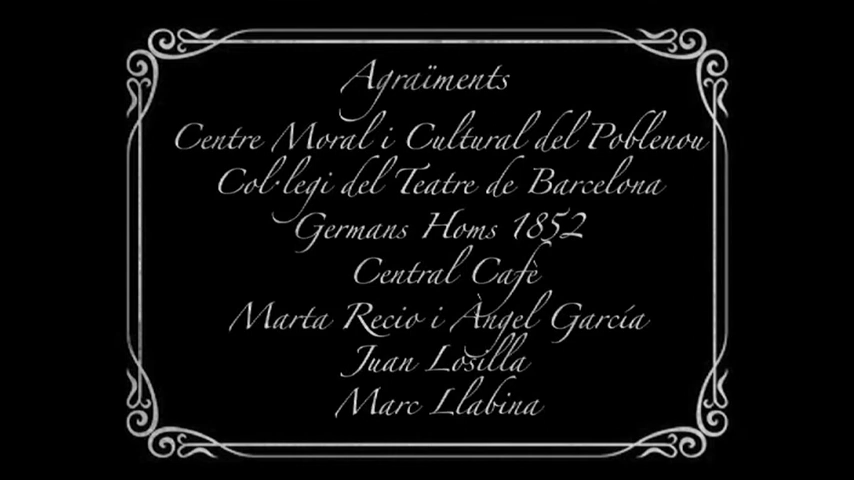 Agraïments
Centre Moral i Cultural del Poblenou
Col·legi del Teatre de Barcelona
Germans Homs 1852
Central Cafè
Marta Recio i Àngel García
Juan Losilla
Marc Llabina